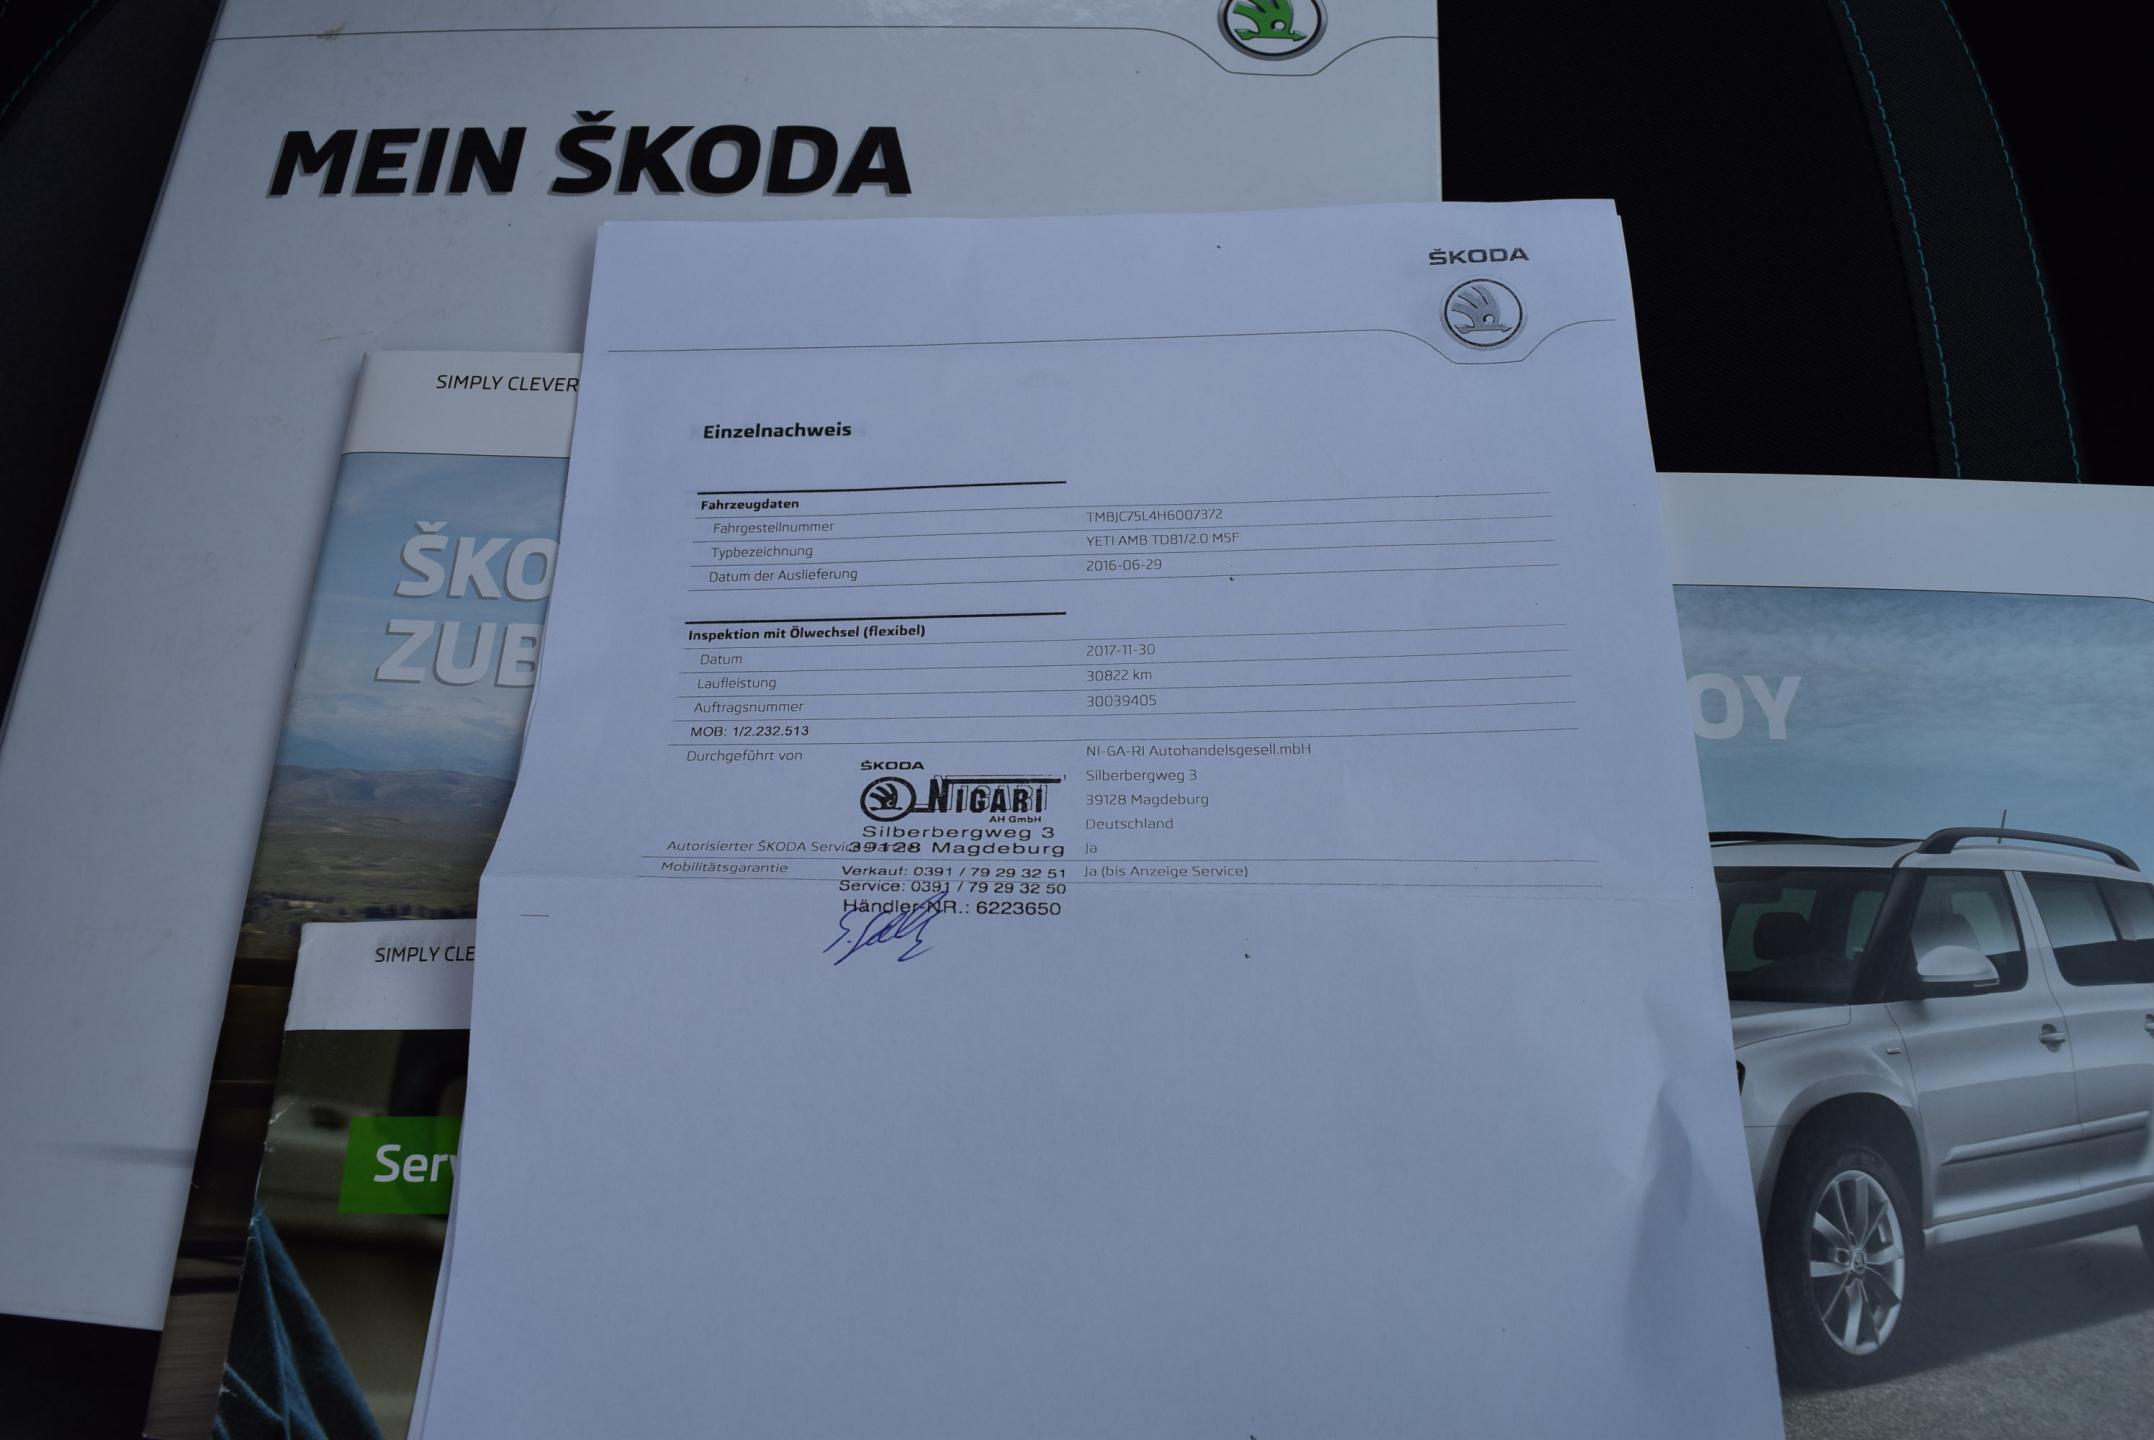 MEIN ŠKODA
SIMPLY CLEVER
ŠKO
ZUB
SIMPLY CLE
Ser
OY
ŠKODA
Einzelnachweis
Fahrzeugdaten
Fahrgestellnummer TMBJC75L4H6007372
Typbezeichnung YETI AMB TD81/2.0 M5F
Datum der Auslieferung 2016-06-29
Inspektion mit Ölwechsel (flexibel)
Datum 2017-11-30
Laufleistung 30822 km
Auftragsnummer 30039405
MOB: 1/2.232.513
Durchgeführt von NI-GA-RI Autohandelsgesell.mbH
Silberbergweg 3
39128 Magdeburg
Deutschland
Autorisierter ŠKODA Service Ja
Mobilitätsgarantie Ja (bis Anzeige Service)
ŠKODA
NIGARI
AH GmbH
Silberbergweg 3
39128 Magdeburg
Verkauf: 0391 / 79 29 32 51
Service: 0391 / 79 29 32 50
Händler-NR.: 6223650